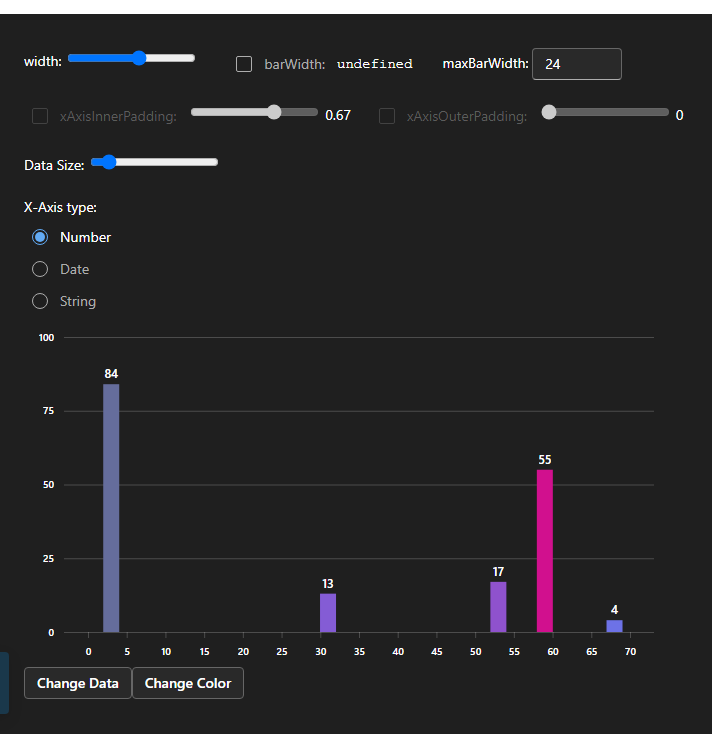 width: barWidth: undefined maxBarWidth: 24
xAxisInnerPadding: 0.67 xAxisOuterPadding: 0
Data Size:
X-Axis type:
Number
Date
String
100
84
75
55
50
25
17
13
4
0
0 5 10 15 20 25 30 35 40 45 50 55 60 65 70
Change Data Change Color